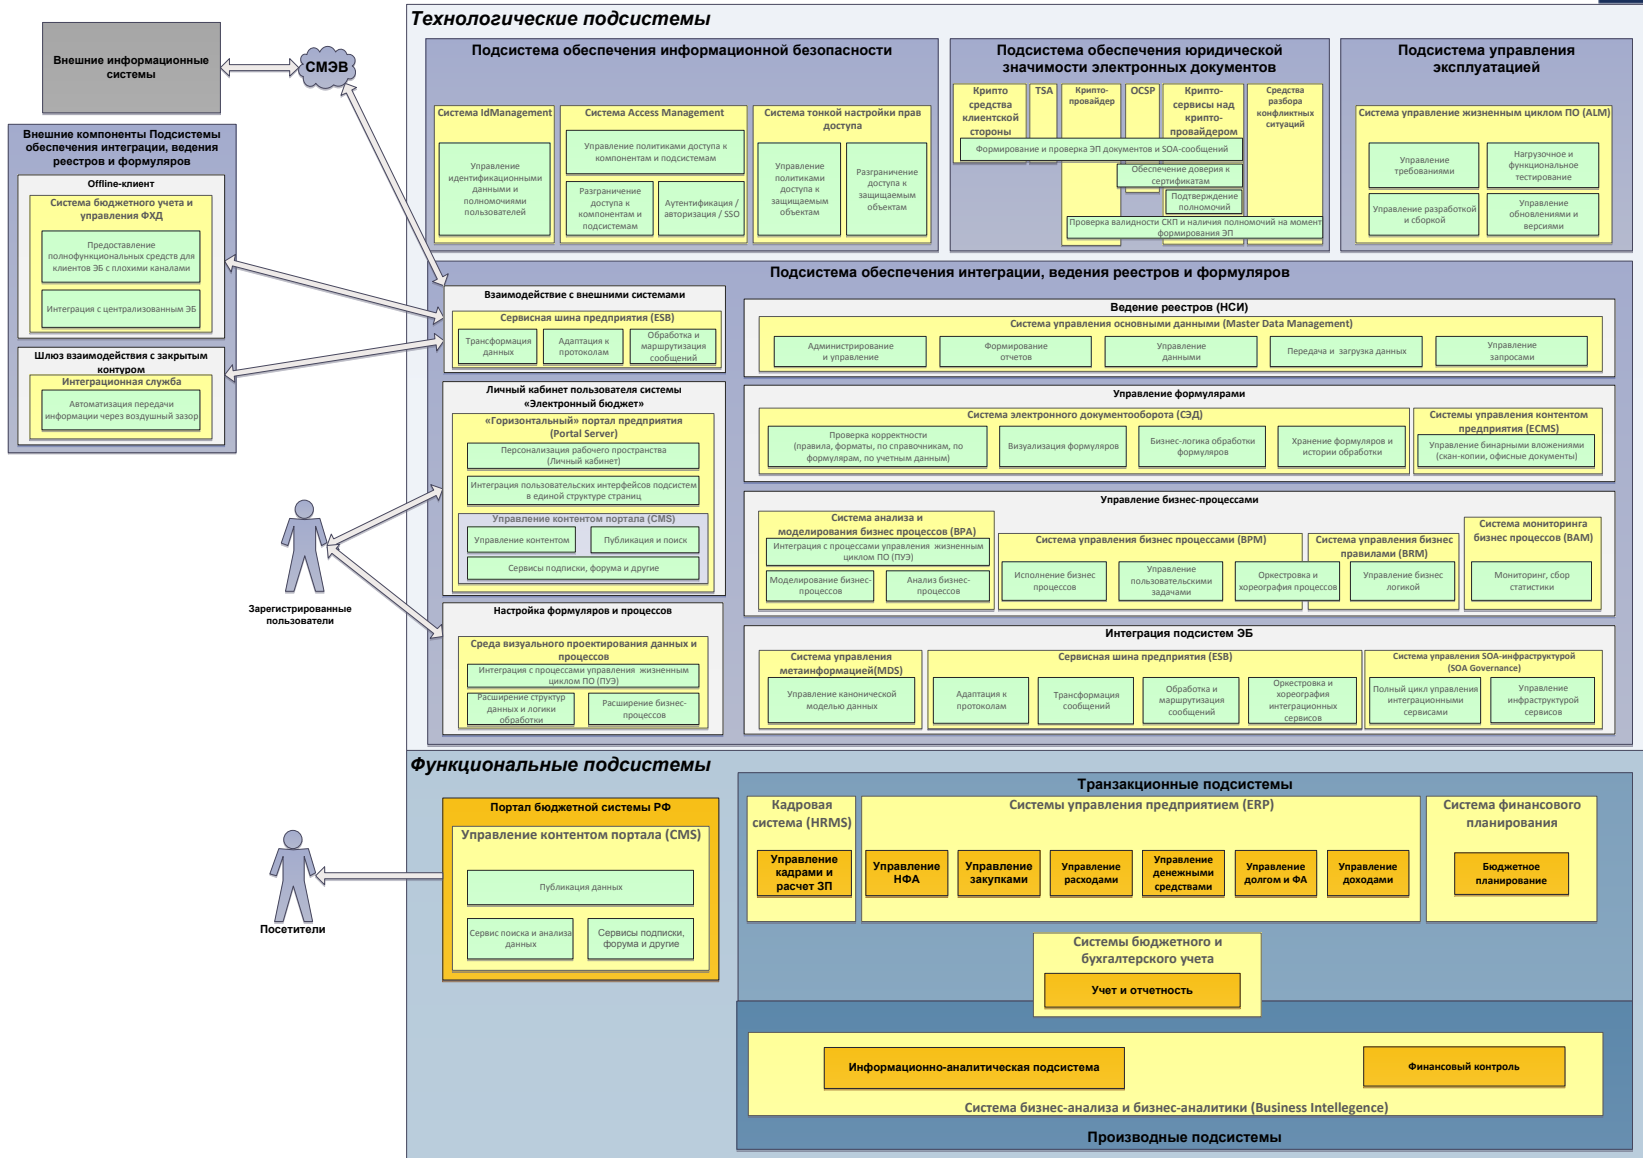 Технологические подсистемы
Внешние информационные
системы
СМЭВ
Внешние компоненты Подсистемы
обеспечения интеграции, ведения
реестров и формуляров
Offline-клиент
Система бюджетного учета и
управления ФХД
Предоставление
полнофункциональных средств для
клиентов ЭБ с плохими каналами
Интеграция с централизованным ЭБ
Шлюз взаимодействия с закрытым
контуром
Интеграционная служба
Автоматизация передачи
информации через воздушный зазор
Зарегистрированные
пользователи
Посетители
Подсистема обеспечения информационной безопасности
Система IdManagement
Управление
идентификационными
данными и
полномочиями
пользователей
Система Access Management
Управление политиками доступа к
компонентам и подсистемам
Разграничение
доступа к
компонентам и
подсистемам
Аутентификация /
авторизация / SSO
Система тонкой настройки прав
доступа
Управление
политиками
доступа к
защищаемым
объектам
Разграничение
доступа к
защищаемым
объектам
Подсистема обеспечения юридической
значимости электронных документов
Крипто
средства
клиентской
стороны
TSA
Крипто-
провайдер
OCSP
Крипто-
сервисы над
крипто-
провайдером
Средства
разбора
конфликтных
ситуаций
Формирование и проверка ЭП документов и SOA-сообщений
Обеспечение доверия к
сертификатам
Подтверждение
полномочий
Проверка валидности СКП и наличия полномочий на момент
формирования ЭП
Подсистема управления
эксплуатацией
Система управление жизненным циклом ПО (ALM)
Управление
требованиями
Нагрузочное и
функциональное
тестирование
Управление разработкой
и сборкой
Управление
обновлениями и
версиями
Подсистема обеспечения интеграции, ведения реестров и формуляров
Взаимодействие с внешними системами
Сервисная шина предприятия (ESB)
Трансформация
данных
Адаптация к
протоколам
Обработка и
маршрутизация
сообщений
Личный кабинет пользователя системы
«Электронный бюджет»
«Горизонтальный» портал предприятия
(Portal Server)
Персонализация рабочего пространства
(Личный кабинет)
Интеграция пользовательских интерфейсов подсистем
в единой структуре страниц
Управление контентом портала (CMS)
Управление контентом
Публикация и поиск
Сервисы подписки, форума и другие
Настройка формуляров и процессов
Среда визуального проектирования данных и
процессов
Интеграция с процессами управления  жизненным
циклом ПО (ПУЭ)
Расширение структур
данных и логики
обработки
Расширение бизнес-
процессов
Ведение реестров (НСИ)
Система управления основными данными (Master Data Management)
Администрирование
и управление
Формирование
отчетов
Управление
данными
Передача и  загрузка данных
Управление
запросами
Управление формулярами
Система электронного документооборота (СЭД)
Проверка корректности
(правила, форматы, по справочникам, по
формулярам, по учетным данным)
Визуализация формуляров
Бизнес-логика обработки
формуляров
Хранение формуляров и
истории обработки
Системы управления контентом
предприятия (ECMS)
Управление бинарными вложениями
(скан-копии, офисные документы)
Управление бизнес-процессами
Система анализа и
моделирования бизнес процессов (BPA)
Интеграция с процессами управления  жизненным
циклом ПО (ПУЭ)
Моделирование бизнес-
процессов
Анализ бизнес-
процессов
Система управления бизнес процессами (BPM)
Исполнение бизнес
процессов
Управление
пользовательскими
задачами
Оркестровка и
хореография процессов
Система управления бизнес
правилами (BRM)
Управление бизнес
логикой
Система мониторинга
бизнес процессов (BAM)
Мониторинг, сбор
статистики
Интеграция подсистем ЭБ
Система управления
метаинформацией(MDS)
Управление канонической
моделью данных
Сервисная шина предприятия (ESB)
Адаптация к
протоколам
Трансформация
сообщений
Обработка и
маршрутизация
сообщений
Оркестровка и
хореография
интеграционных
сервисов
Система управления SOA-инфраструктурой
(SOA Governance)
Полный цикл управления
интеграционными
сервисами
Управление
инфраструктурой
сервисов
Функциональные подсистемы
Портал бюджетной системы РФ
Управление контентом портала (CMS)
Публикация данных
Сервис поиска и анализа
данных
Сервисы подписки,
форума и другие
Транзакционные подсистемы
Кадровая
система (HRMS)
Управление
кадрами и
расчет ЗП
Системы управления предприятием (ERP)
Управление
НФА
Управление
закупками
Управление
расходами
Управление
денежными
средствами
Управление
долгом и ФА
Управление
доходами
Система финансового
планирования
Бюджетное
планирование
Системы бюджетного и
бухгалтерского учета
Учет и отчетность
Информационно-аналитическая подсистема
Финансовый контроль
Система бизнес-анализа и бизнес-аналитики (Business Intellegence)
Производные подсистемы